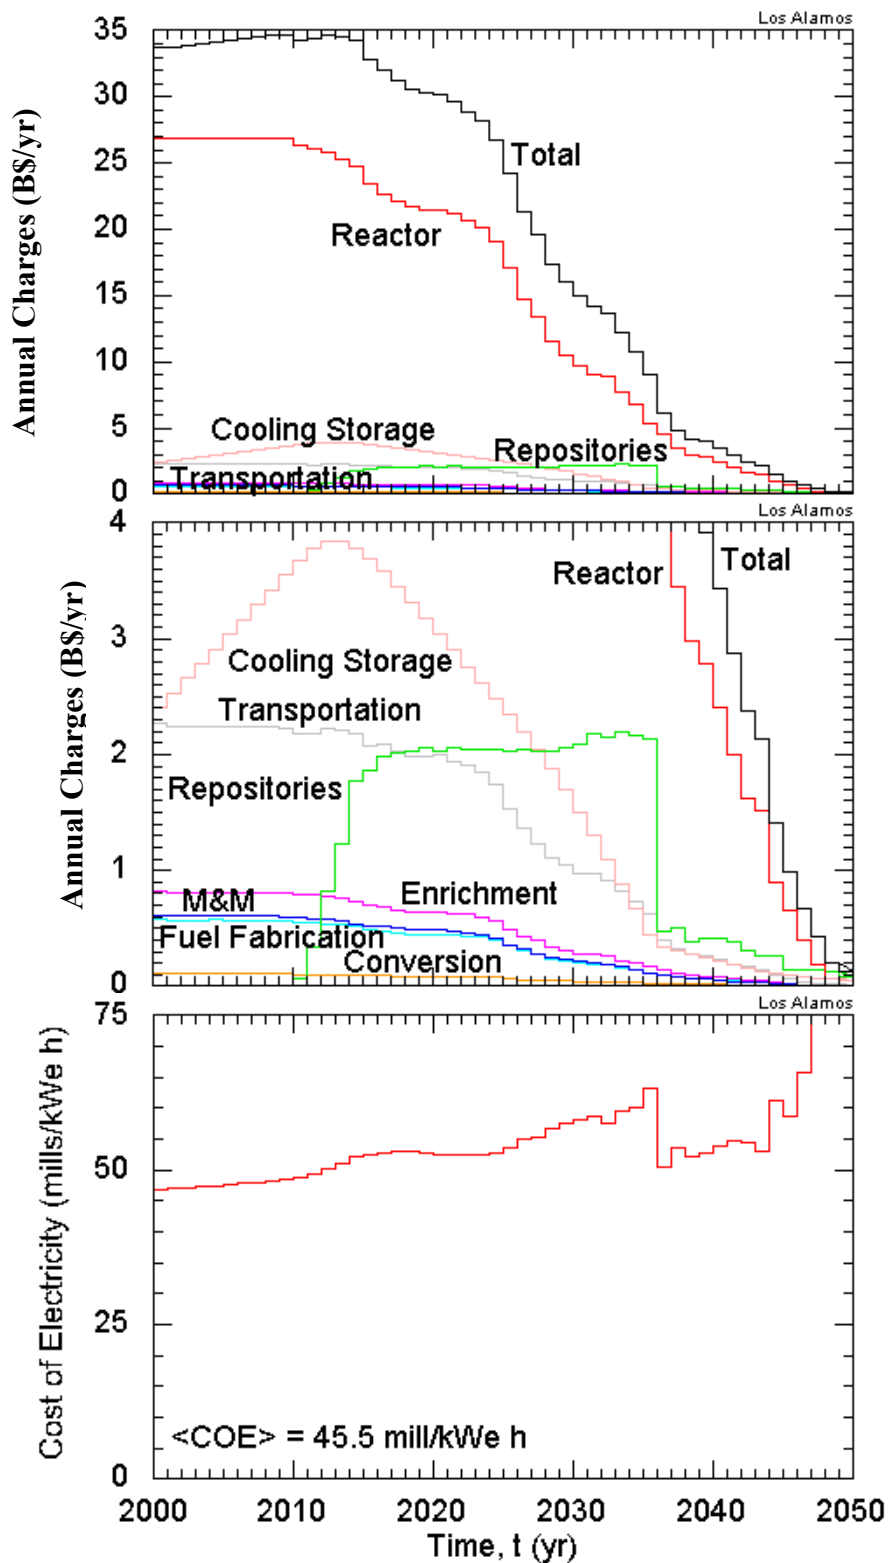 Los Alamos
35
30
25
20
15
10
5
0
Annual Charges (B$/yr)
Total
Reactor
Cooling Storage
Repositories
Transportation
Los Alamos
4
3
2
1
0
Annual Charges (B$/yr)
Reactor
Total
Cooling Storage
Transportation
Repositories
M&M
Enrichment
Fuel Fabrication
Conversion
Los Alamos
75
50
25
0
Cost of Electricity (mills/kWe h)
<COE> = 45.5 mill/kWe h
2000 2010 2020 2030 2040 2050
Time, t (yr)